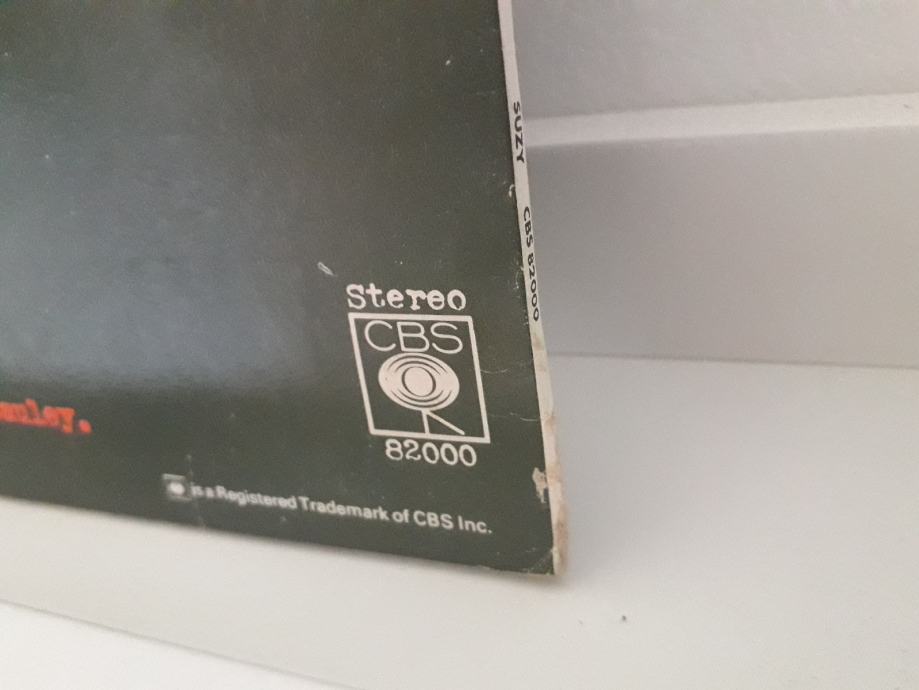 SUZY CBS 82000
Stereo
CBS
82000
is a Registered Trademark of CBS Inc.